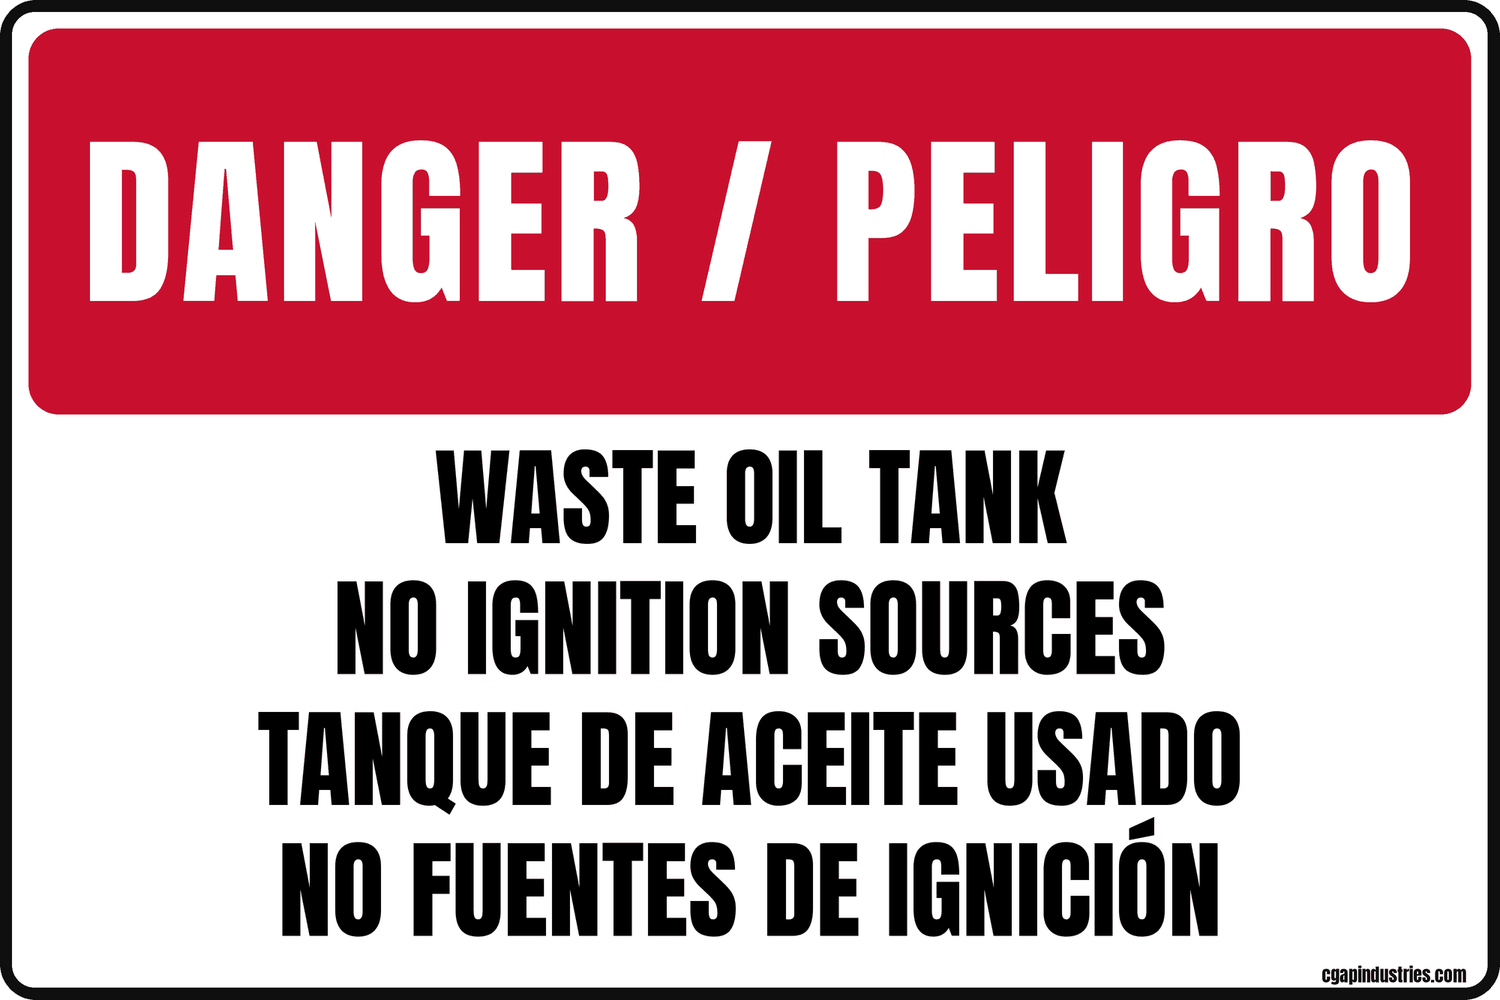 DANGER / PELIGRO
WASTE OIL TANK
NO IGNITION SOURCES
TANQUE DE ACEITE USADO
NO FUENTES DE IGNICIÓN
cgapindustries.com